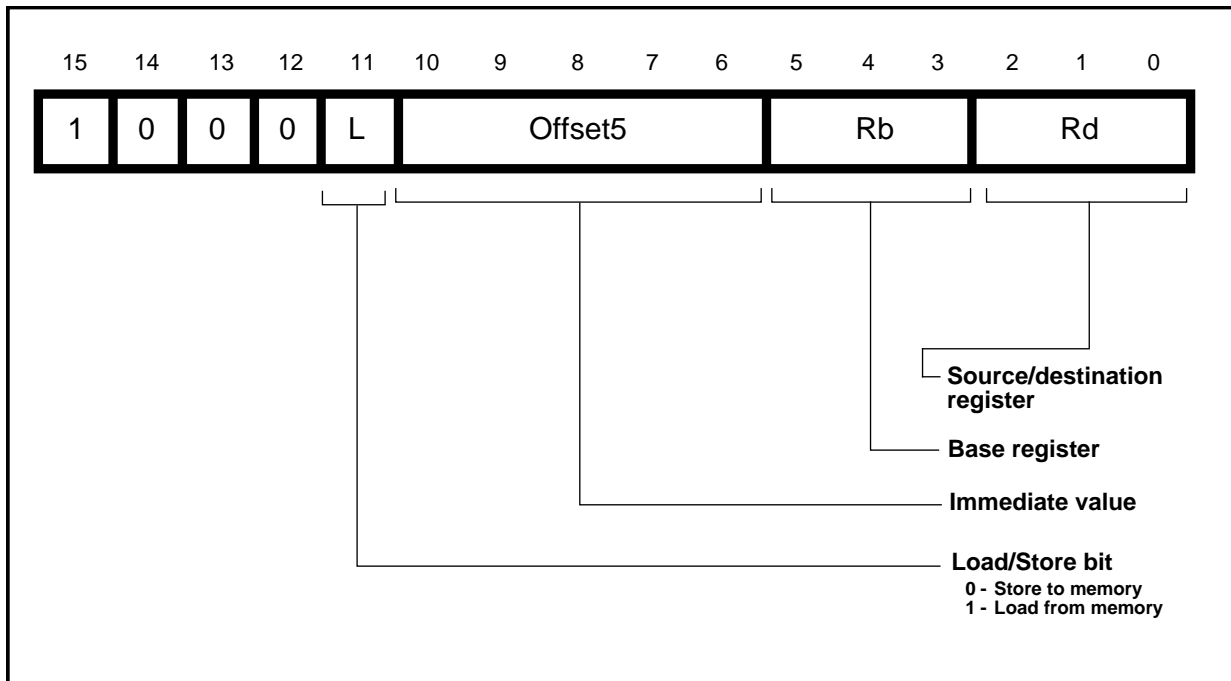 15 14 13 12 11 10 9 8 7 6 5 4 3 2 1 0
1 0 0 0 L Offset5 Rb Rd
Source/destination
register
Base register
Immediate value
Load/Store bit
0 - Store to memory
1 - Load from memory